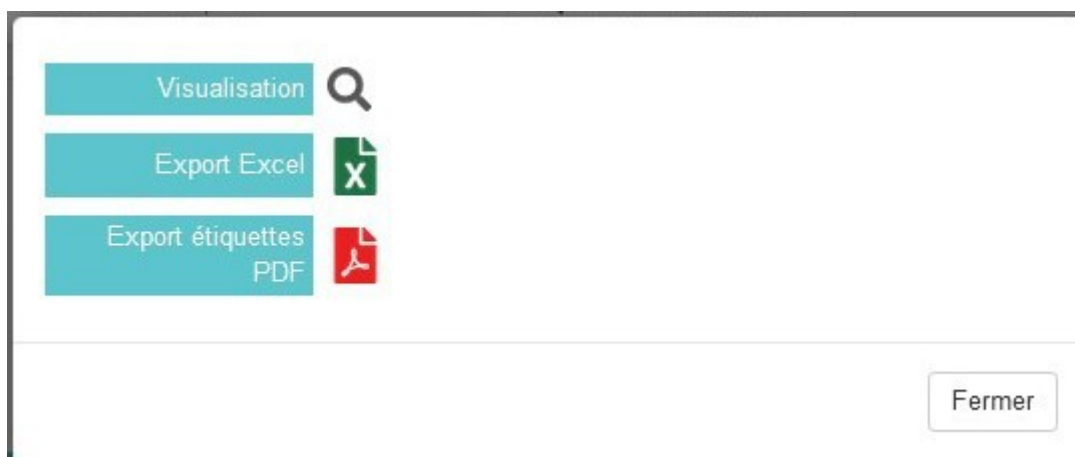 Visualisation
Export Excel
X
Export étiquettes
PDF
Fermer